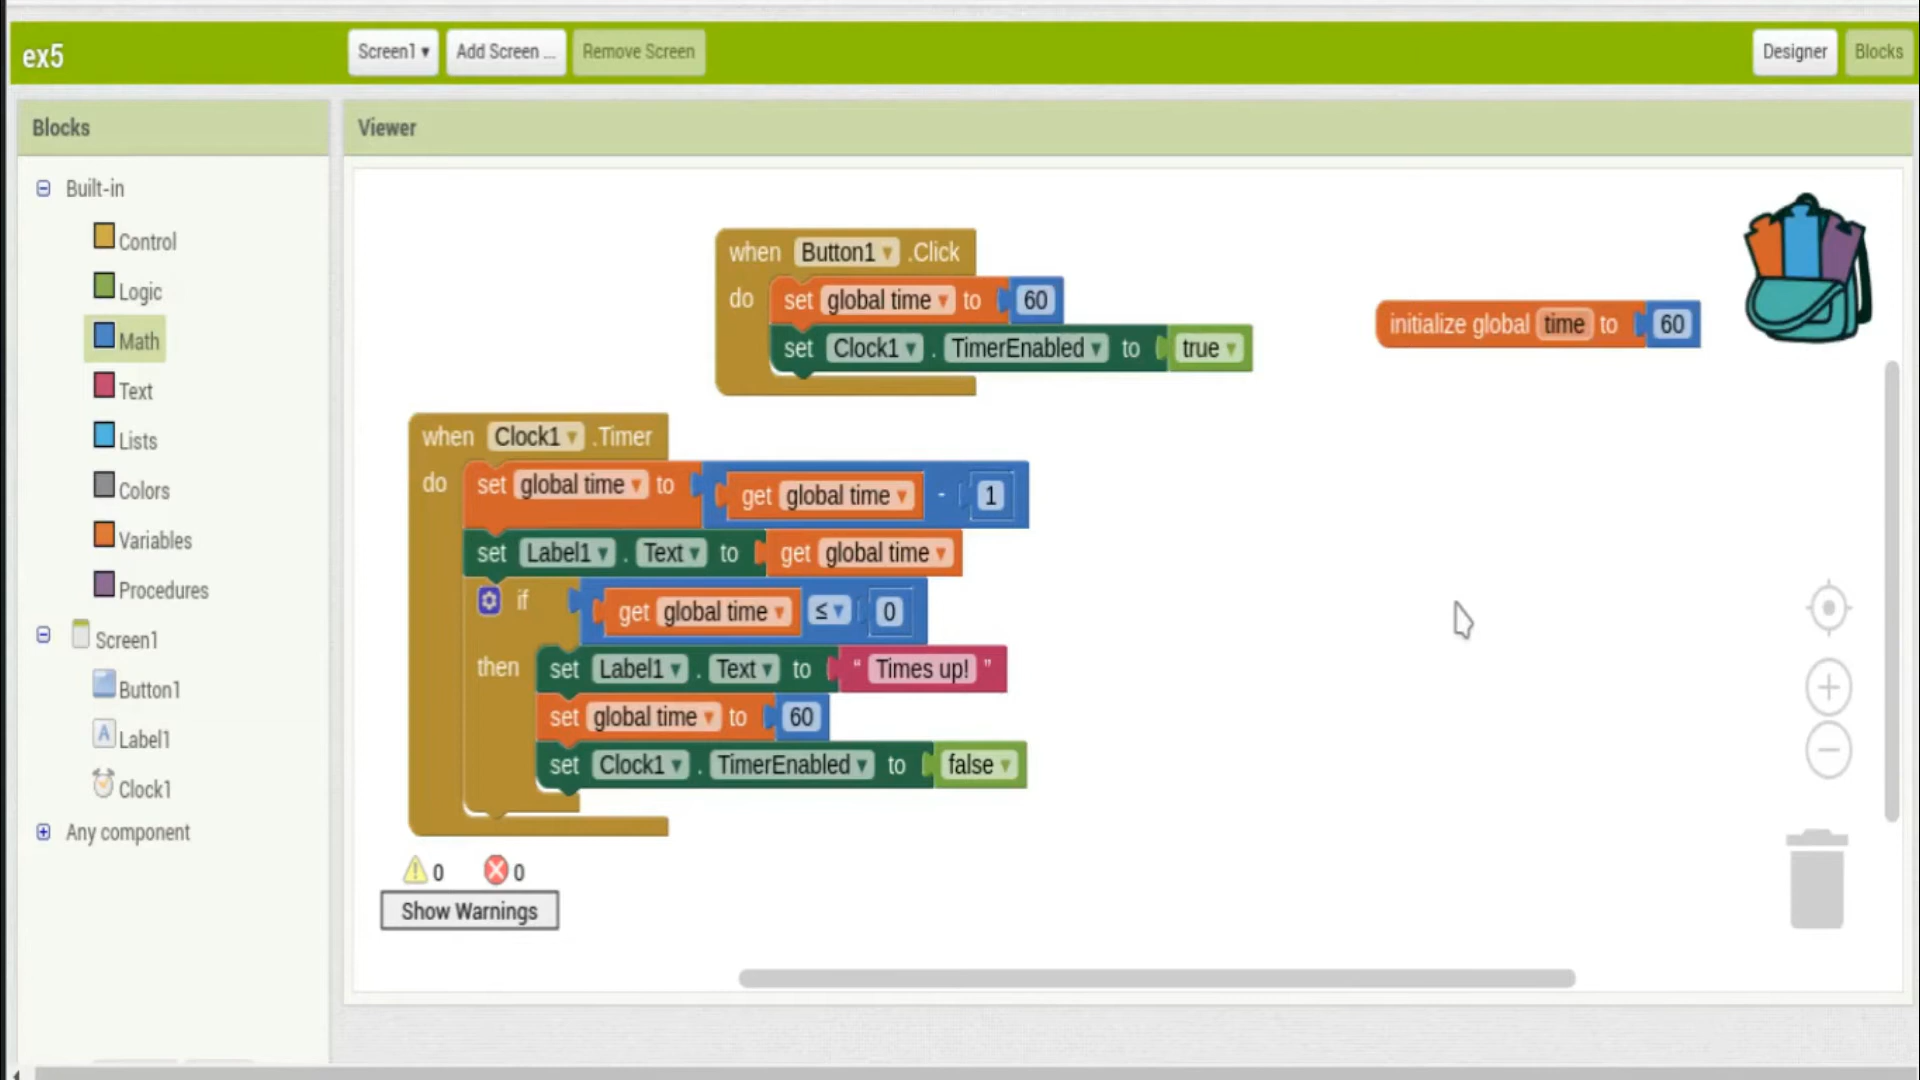 ex5
Screen1 ▾
Add Screen ...
Remove Screen
Designer
Blocks
Blocks
Viewer
Built-in
Control
Logic
Math
Text
Lists
Colors
Variables
Procedures
Screen1
Button1
Label1
Clock1
Any component
when Button1 .Click
do set global time to 60
set Clock1 . TimerEnabled to true
initialize global time to 60
when Clock1 .Timer
do set global time to get global time - 1
set Label1 . Text to get global time
if get global time ≤ 0
then set Label1 . Text to “ Times up! ”
set global time to 60
set Clock1 . TimerEnabled to false
0 0
Show Warnings